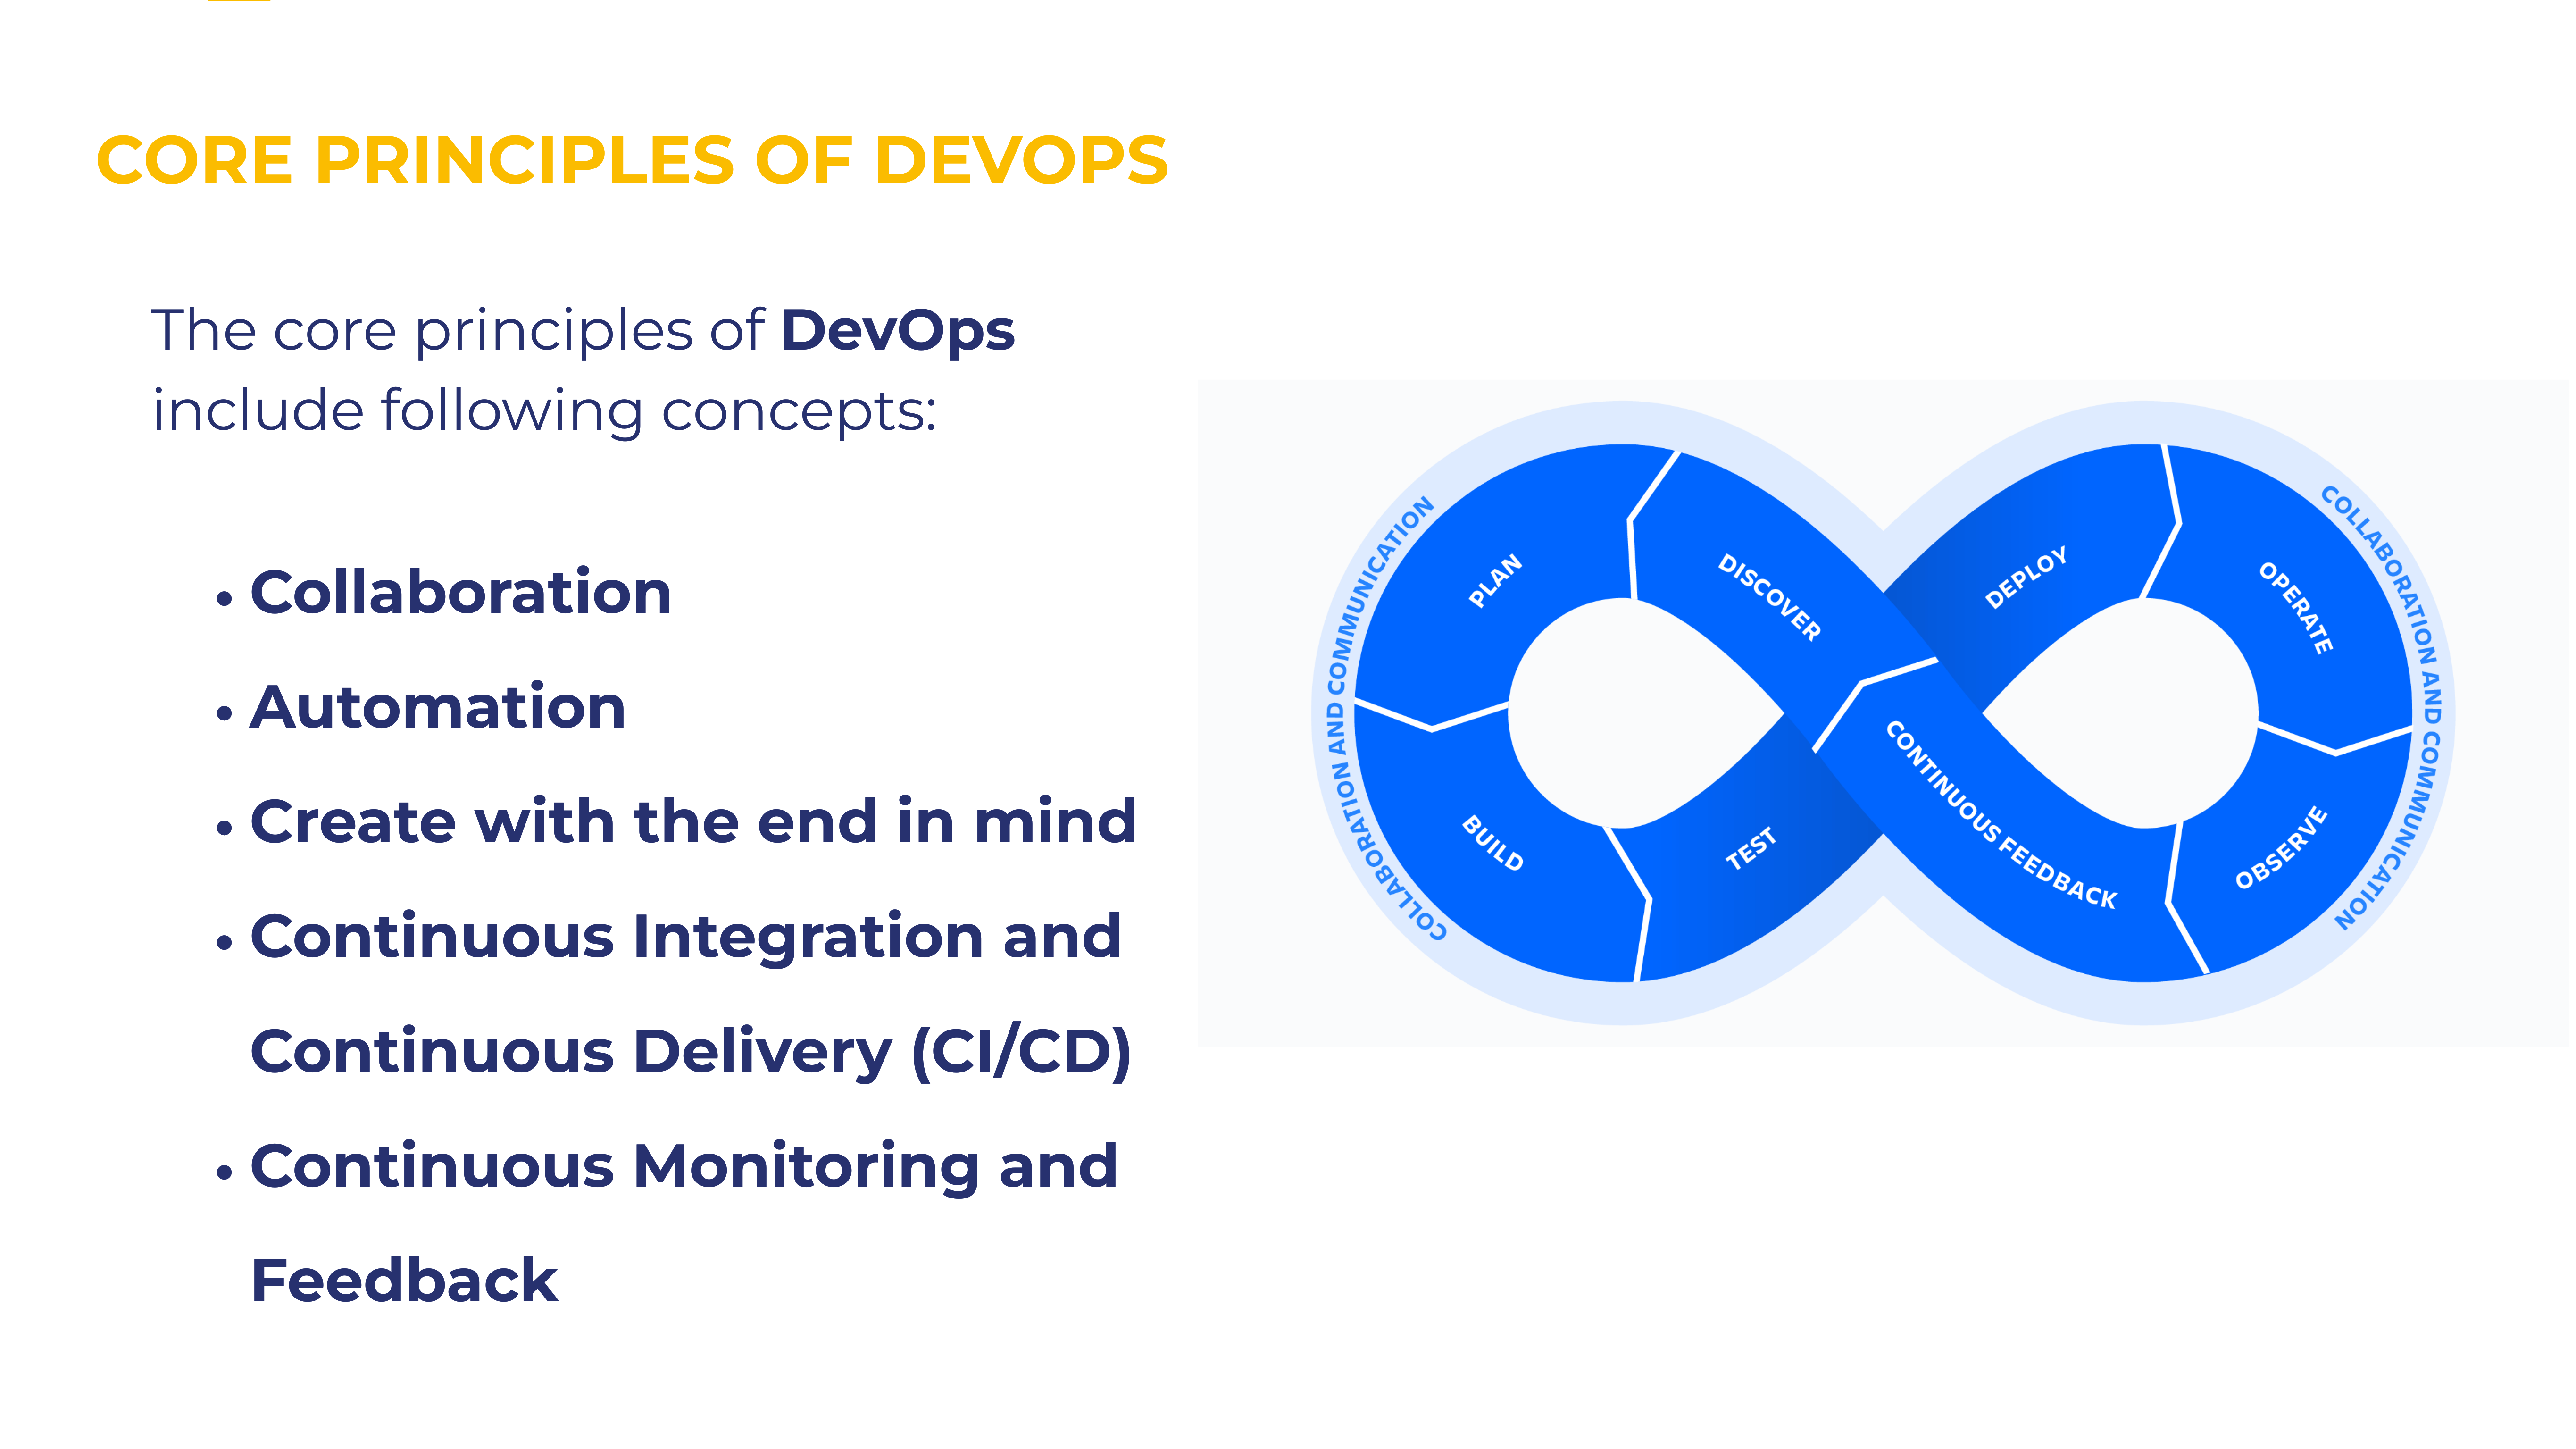 CORE PRINCIPLES OF DEVOPS
The core principles of DevOps
include following concepts:
• Collaboration
• Automation
• Create with the end in mind
• Continuous Integration and
Continuous Delivery (CI/CD)
• Continuous Monitoring and
Feedback
COLLABORATION AND COMMUNICATION
PLAN
DISCOVER
DEPLOY
OPERATE
COLLABORATION AND COMMUNICATION
BUILD
TEST
CONTINUOUS FEEDBACK
OBSERVE